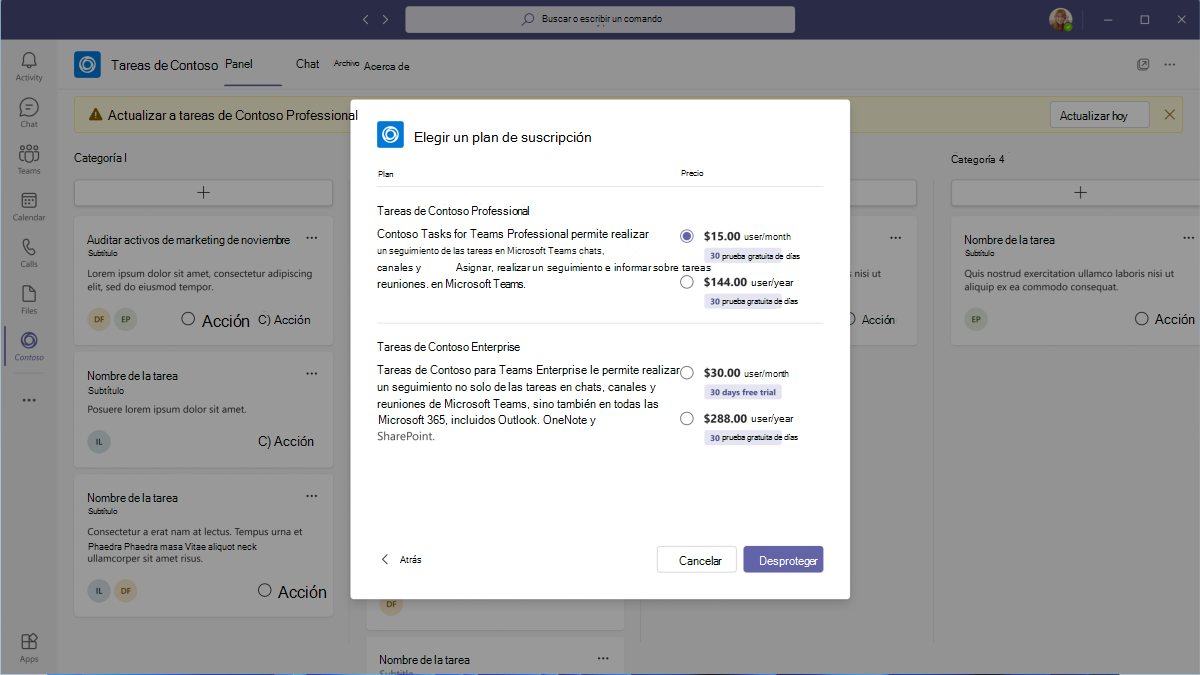 Buscar o escribir un comando
Activity
Chat
Teams
Calendar
Calls
Files
Contoso
Apps
Tareas de Contoso Panel Chat Archivo Acerca de
Actualizar a tareas de Contoso Professional
Actualizar hoy
Categoría l
Auditar activos de marketing de noviembre
Subtítulo
Lorem ipsum dolor sit amet, consectetur adipiscing
elit, sed do eiusmod tempor.
DF EP Acción C) Acción
Nombre de la tarea
Subtítulo
Posuere lorem ipsum dolor sit amet.
IL C) Acción
Nombre de la tarea
Subtítulo
Consectetur a erat nam at lectus. Tempus urna et
Phaedra Phaedra masa Vitae aliquot neck
ullamcorper sit amet risus.
IL DF Acción
Elegir un plan de suscripción
Plan Precio
Tareas de Contoso Professional
Contoso Tasks for Teams Professional permite realizar
un seguimiento de las tareas en Microsoft Teams chats,
canales y Asignar, realizar un seguimiento e informar sobre tareas
reuniones. en Microsoft Teams.
$15.00 user/month
30 prueba gratuita de días
$144.00 user/year
30 prueba gratuita de días
Tareas de Contoso Enterprise
Tareas de Contoso para Teams Enterprise le permite realizar
un seguimiento no solo de las tareas en chats, canales y
reuniones de Microsoft Teams, sino también en todas las
Microsoft 365, incluidos Outlook. OneNote y
SharePoint.
$30.00 user/month
30 days free trial
$288.00 user/year
30 prueba gratuita de días
Atrás
Cancelar
Desproteger
DF
Nombre de la tarea
Subtitle
nisi ut
Acción
Categoría 4
Nombre de la tarea
Subtítulo
Quis nostrud exercitation ullamco laboris nisi ut
aliquip ex ea commodo consequat.
EP Acción